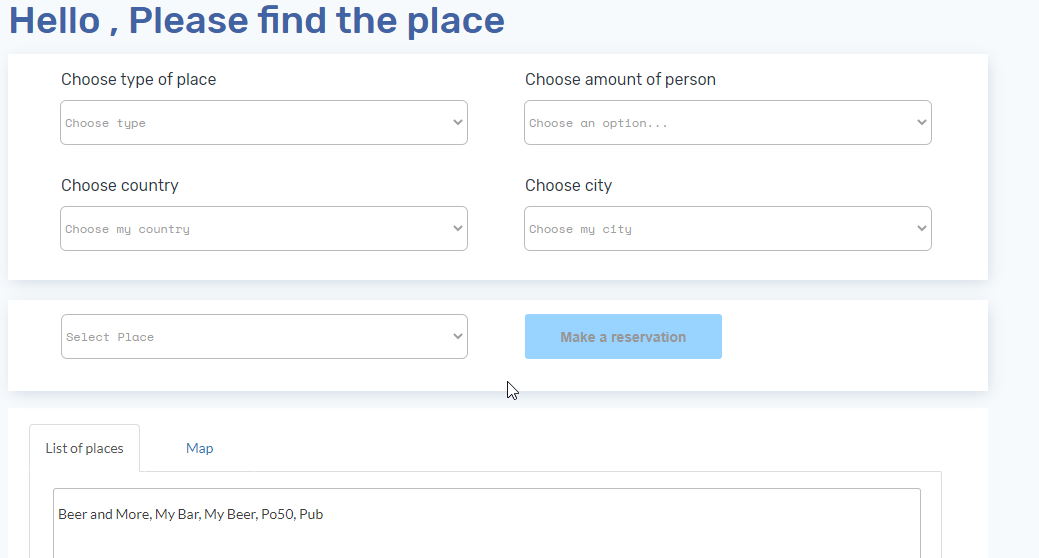 Hello , Please find the place
Choose type of place
Choose amount of person
Choose type
Choose an option...
Choose country
Choose city
Choose my country
Choose my city
Select Place
Make a reservation
List of places
Map
Beer and More, My Bar, My Beer, Po50, Pub